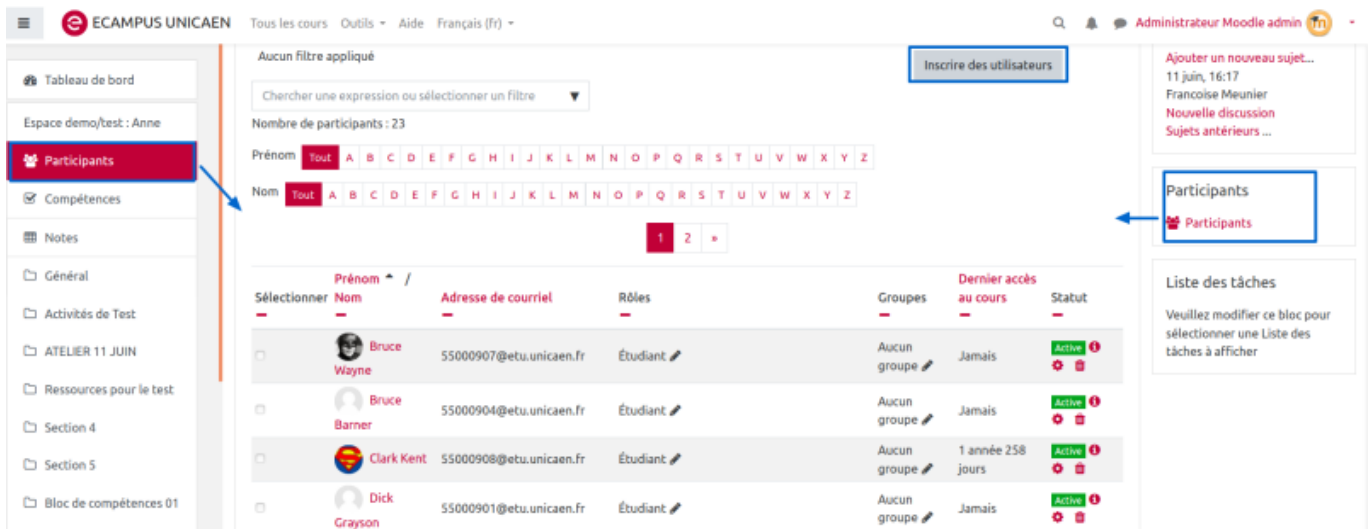 ECAMPUS UNICAEN Tous les cours Outils Aide Français (fr) Administrateur Moodle admin
Tableau de bord
Espace demo/test : Anne
Participants
Compétences
Notes
Général
Activités de Test
ATELIER 11 JUIN
Ressources pour le test
Section 4
Section 5
Bloc de compétences 01
Aucun filtre appliqué
Inscrire des utilisateurs
Chercher une expression ou sélectionner un filtre ▼
Nombre de participants : 23
Prénom Tout A B C D E F G H I J K L M N O P Q R S T U V W X Y Z
Nom Tout A B C D E F G H I J K L M N O P Q R S T U V W X Y Z
1 2 »
Sélectionner Prénom / Nom Adresse de courriel Rôles Groupes Dernier accès au cours Statut
Bruce Wayne 55000907@etu.unicaen.fr Étudiant Aucun groupe Jamais Active
Bruce Barner 55000904@etu.unicaen.fr Étudiant Aucun groupe Jamais Active
Clark Kent 55000908@etu.unicaen.fr Étudiant Aucun groupe 1 année 258 jours Active
Dick Grayson 55000901@etu.unicaen.fr Étudiant Aucun groupe Jamais Active
Ajouter un nouveau sujet...
11 juin, 16:17
Francoise Meunier
Nouvelle discussion
Sujets antérieurs ...
Participants
Participants
Liste des tâches
Veuillez modifier ce bloc pour
sélectionner une Liste des
tâches à afficher